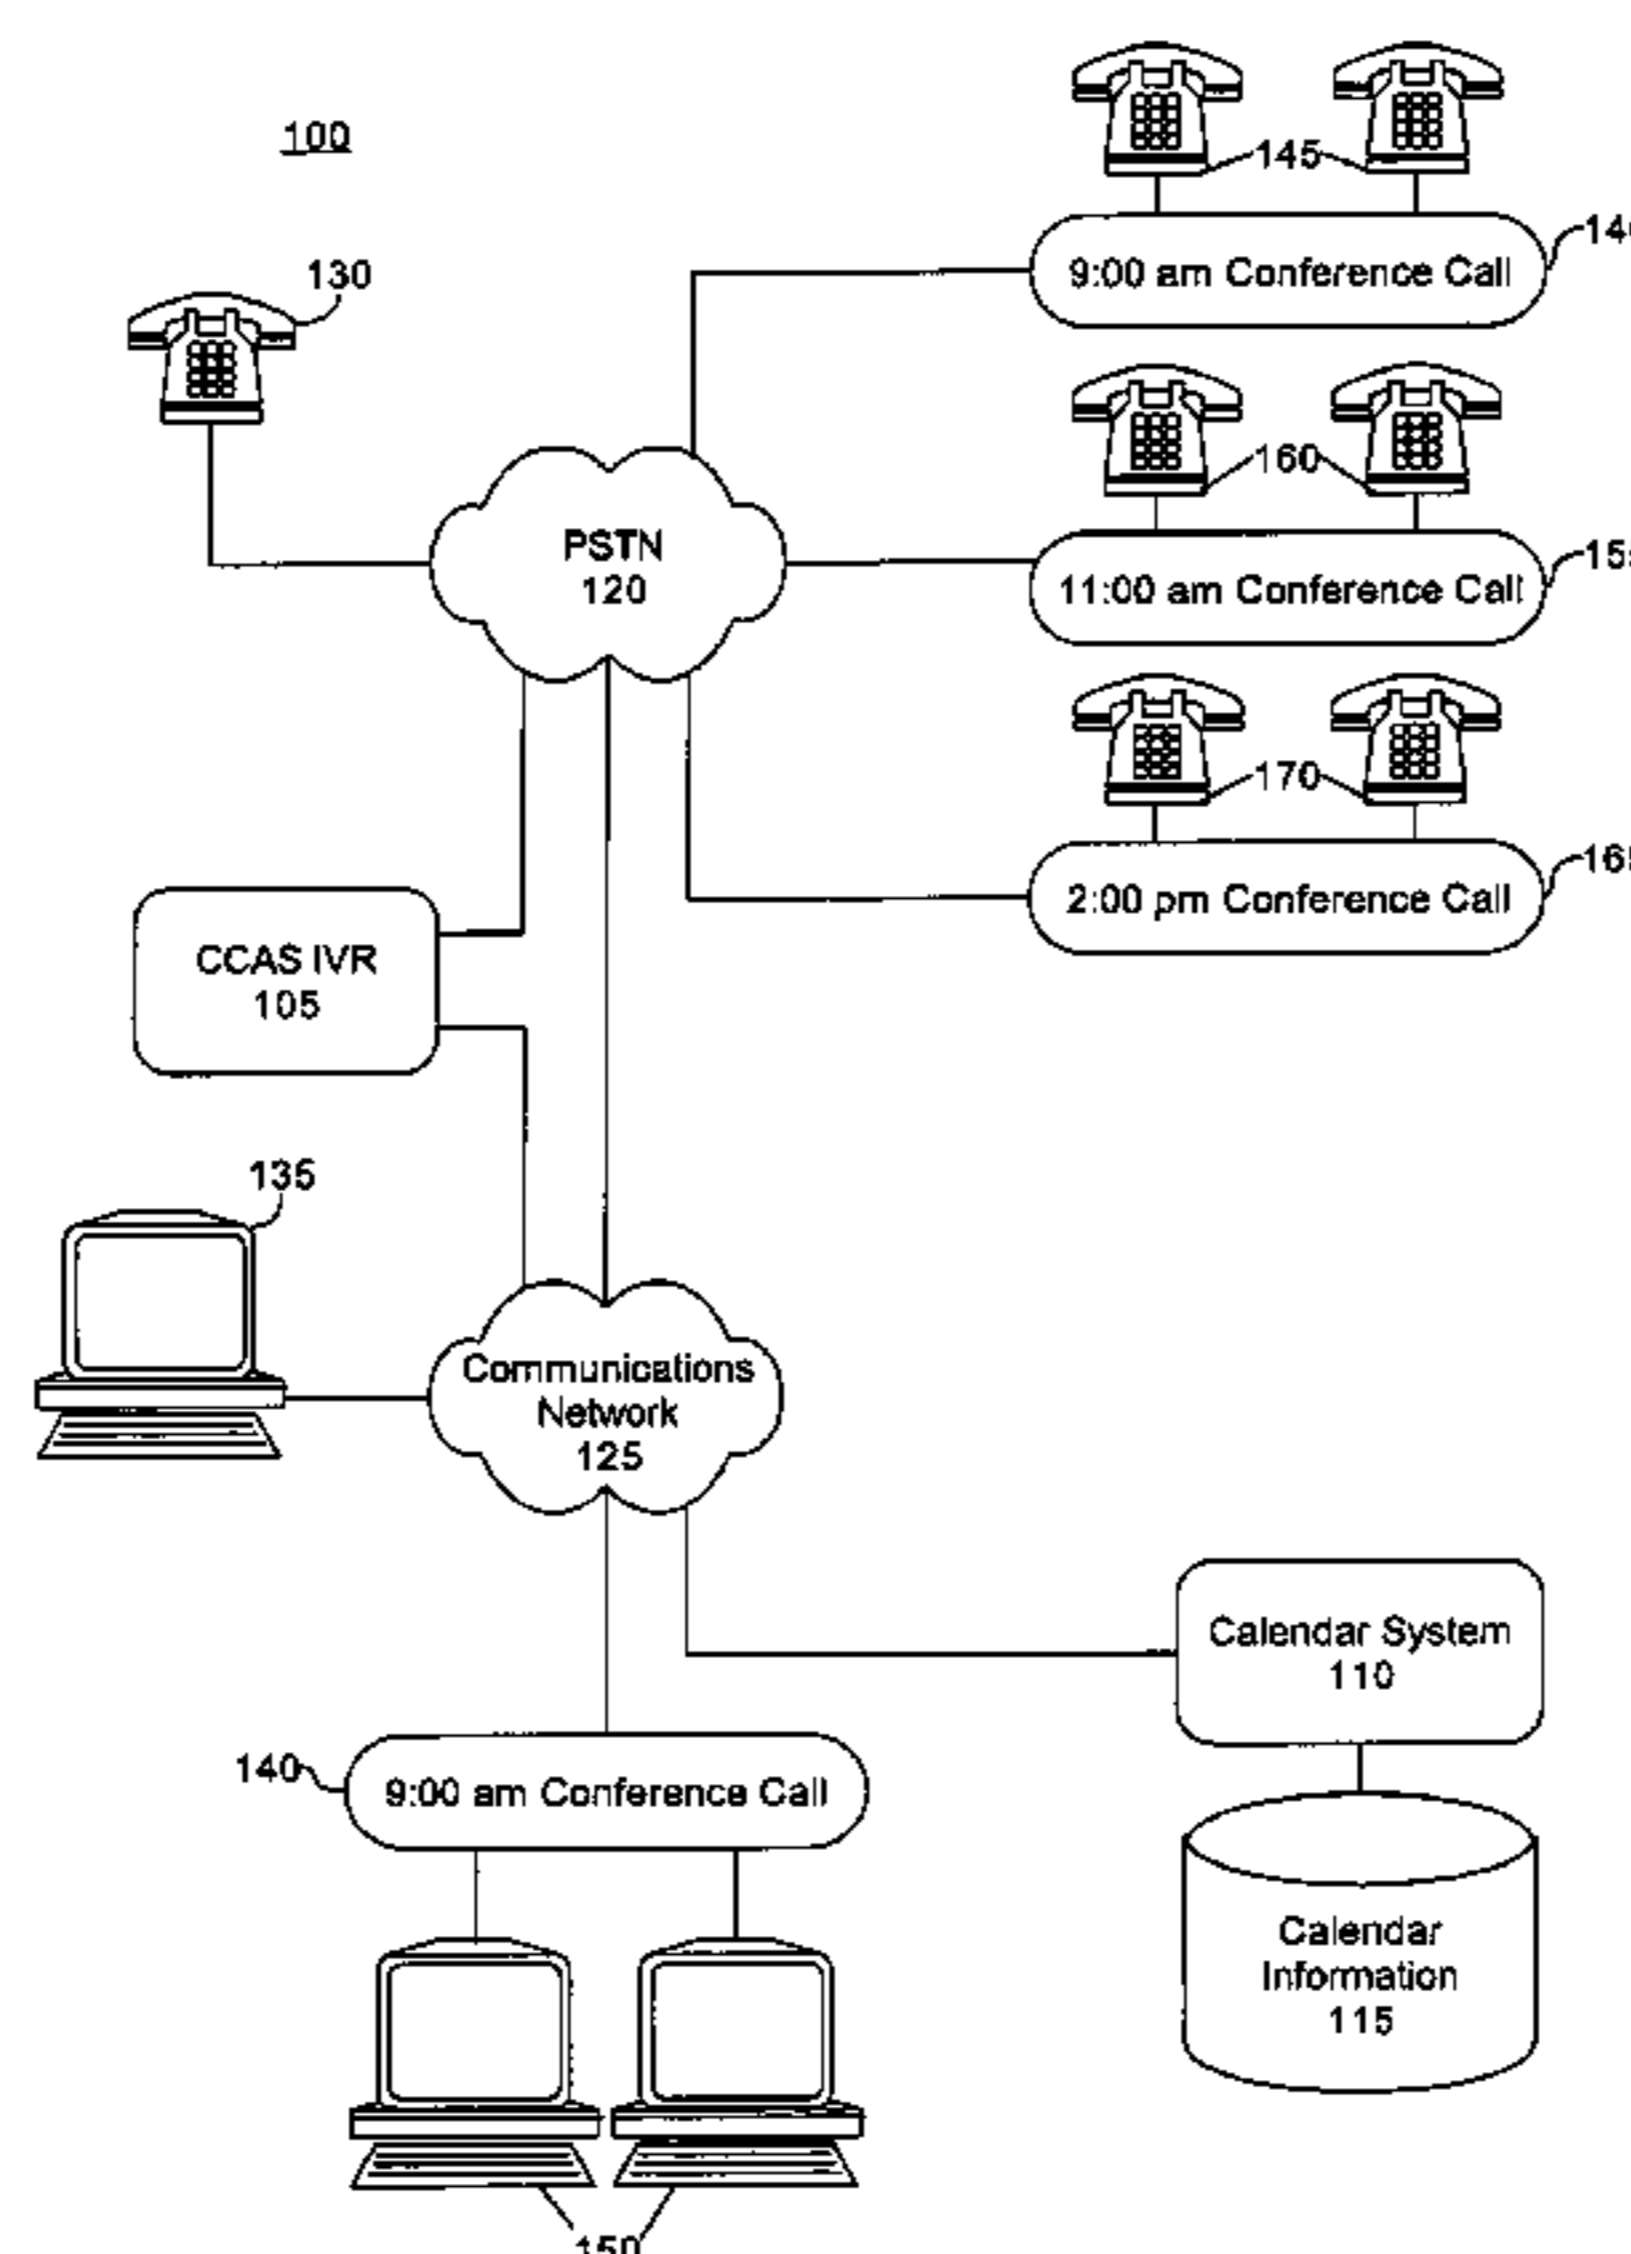 100
145
9:00 am Conference Call
130
160
PSTN
120
11:00 am Conference Call
170
2:00 pm Conference Call
CCAS IVR
105
135
Communications
Network
125
Calendar System
110
140
9:00 am Conference Call
Calendar
Information
115
150